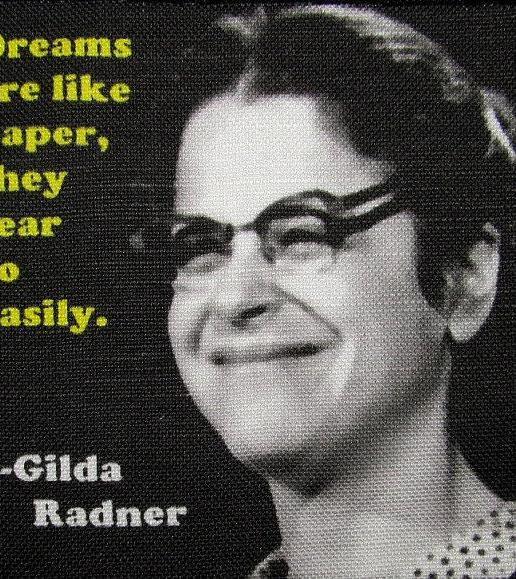 Dreams
re like
aper,
hey
ear
o
asily.
-Gilda
Radner